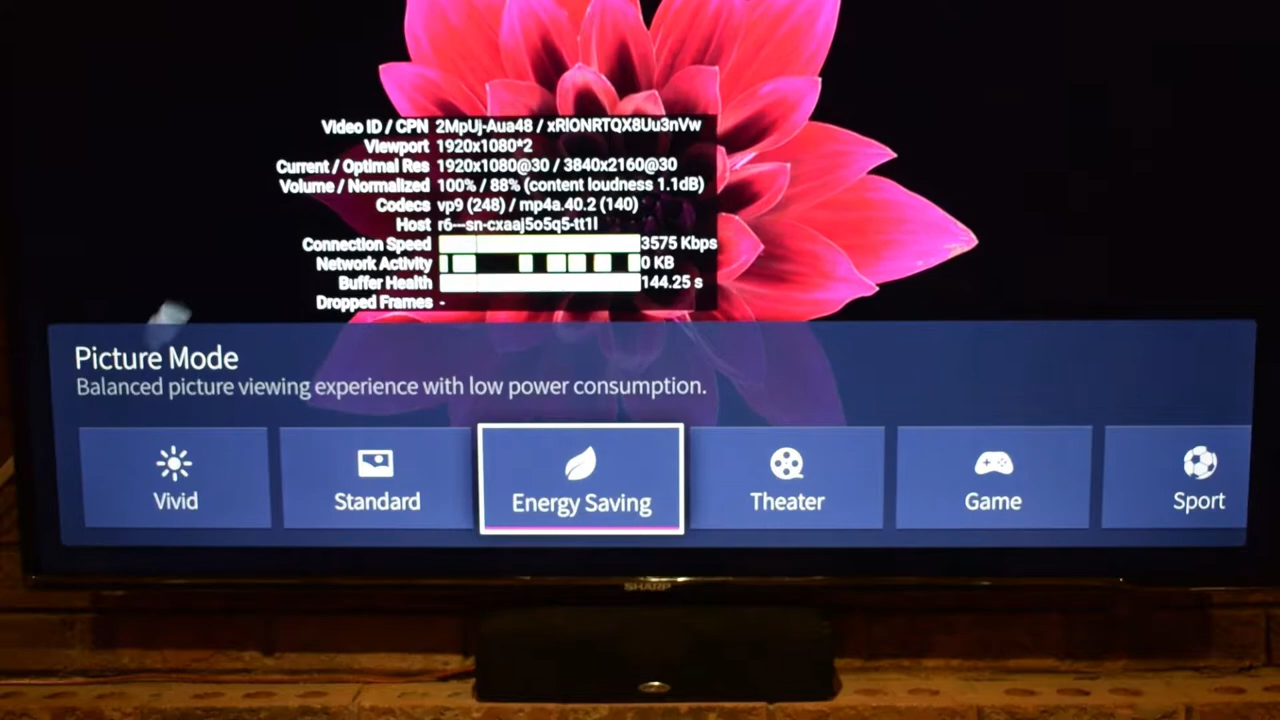 Video ID / CPN 2MpUj-Aua48 / xRlONRTQX8Uu3nVw
Viewport 1920x1080*2
Current / Optimal Res 1920x1080@30 / 3840x2160@30
Volume / Normalized 100% / 88% (content loudness 1.1dB)
Codecs vp9 (248) / mp4a.40.2 (140)
Host r6---sn-cxaaj5o5q5-tt1l
Connection Speed 3575 Kbps
Network Activity 0 KB
Buffer Health 144.25 s
Dropped Frames -
Picture Mode
Balanced picture viewing experience with low power consumption.
Vivid
Standard
Energy Saving
Theater
Game
Sport
SHARP